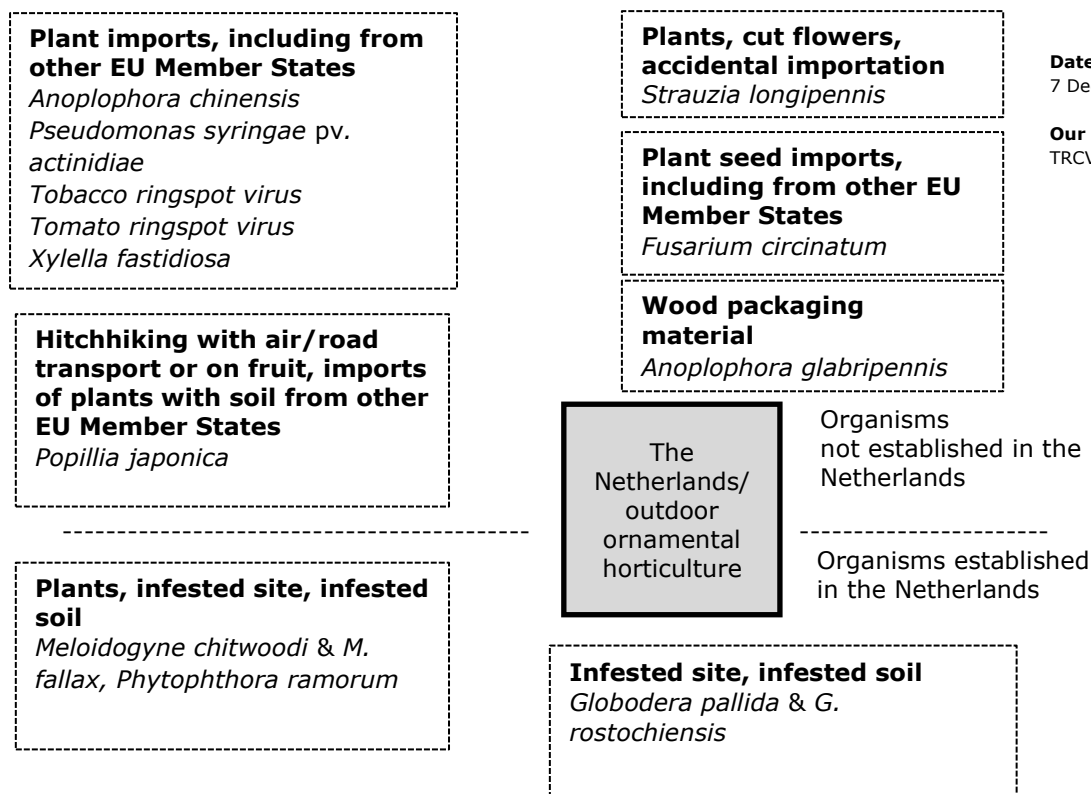 Plant imports, including from
other EU Member States
Anoplophora chinensis
Pseudomonas syringae pv.
actinidiae
Tobacco ringspot virus
Tomato ringspot virus
Xylella fastidiosa
Hitchhiking with air/road
transport or on fruit, imports
of plants with soil from other
EU Member States
Popillia japonica
Plants, cut flowers,
accidental importation
Strauzia longipennis
Plant seed imports,
including from other EU
Member States
Fusarium circinatum
Wood packaging
material
Anoplophora glabripennis
Date
7 De
Our
TRCV
The
Netherlands/
outdoor
ornamental
horticulture
Organisms
not established in the
Netherlands
Organisms established
in the Netherlands
Plants, infested site, infested
soil
Meloidogyne chitwoodi & M.
fallax, Phytophthora ramorum
Infested site, infested soil
Globodera pallida & G.
rostochiensis